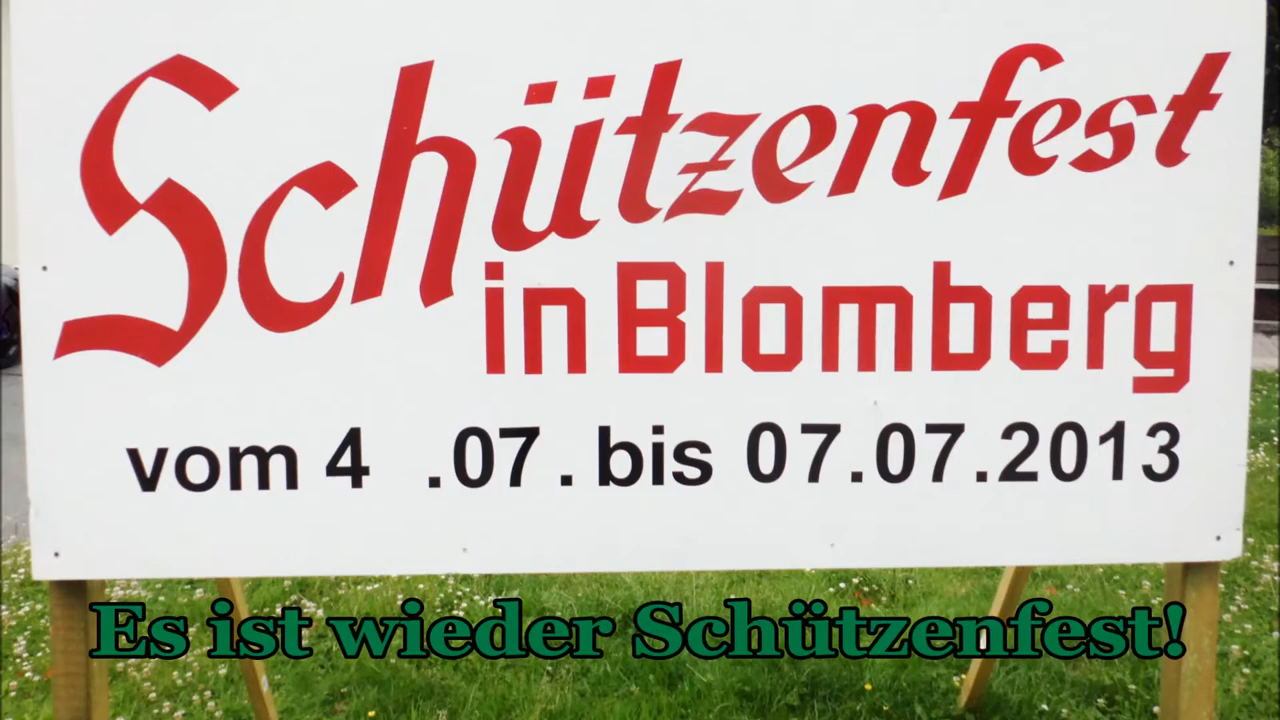 Schützenfest
in Blomberg
vom 4 .07. bis 07.07.2013
Es ist wieder Schützenfest!